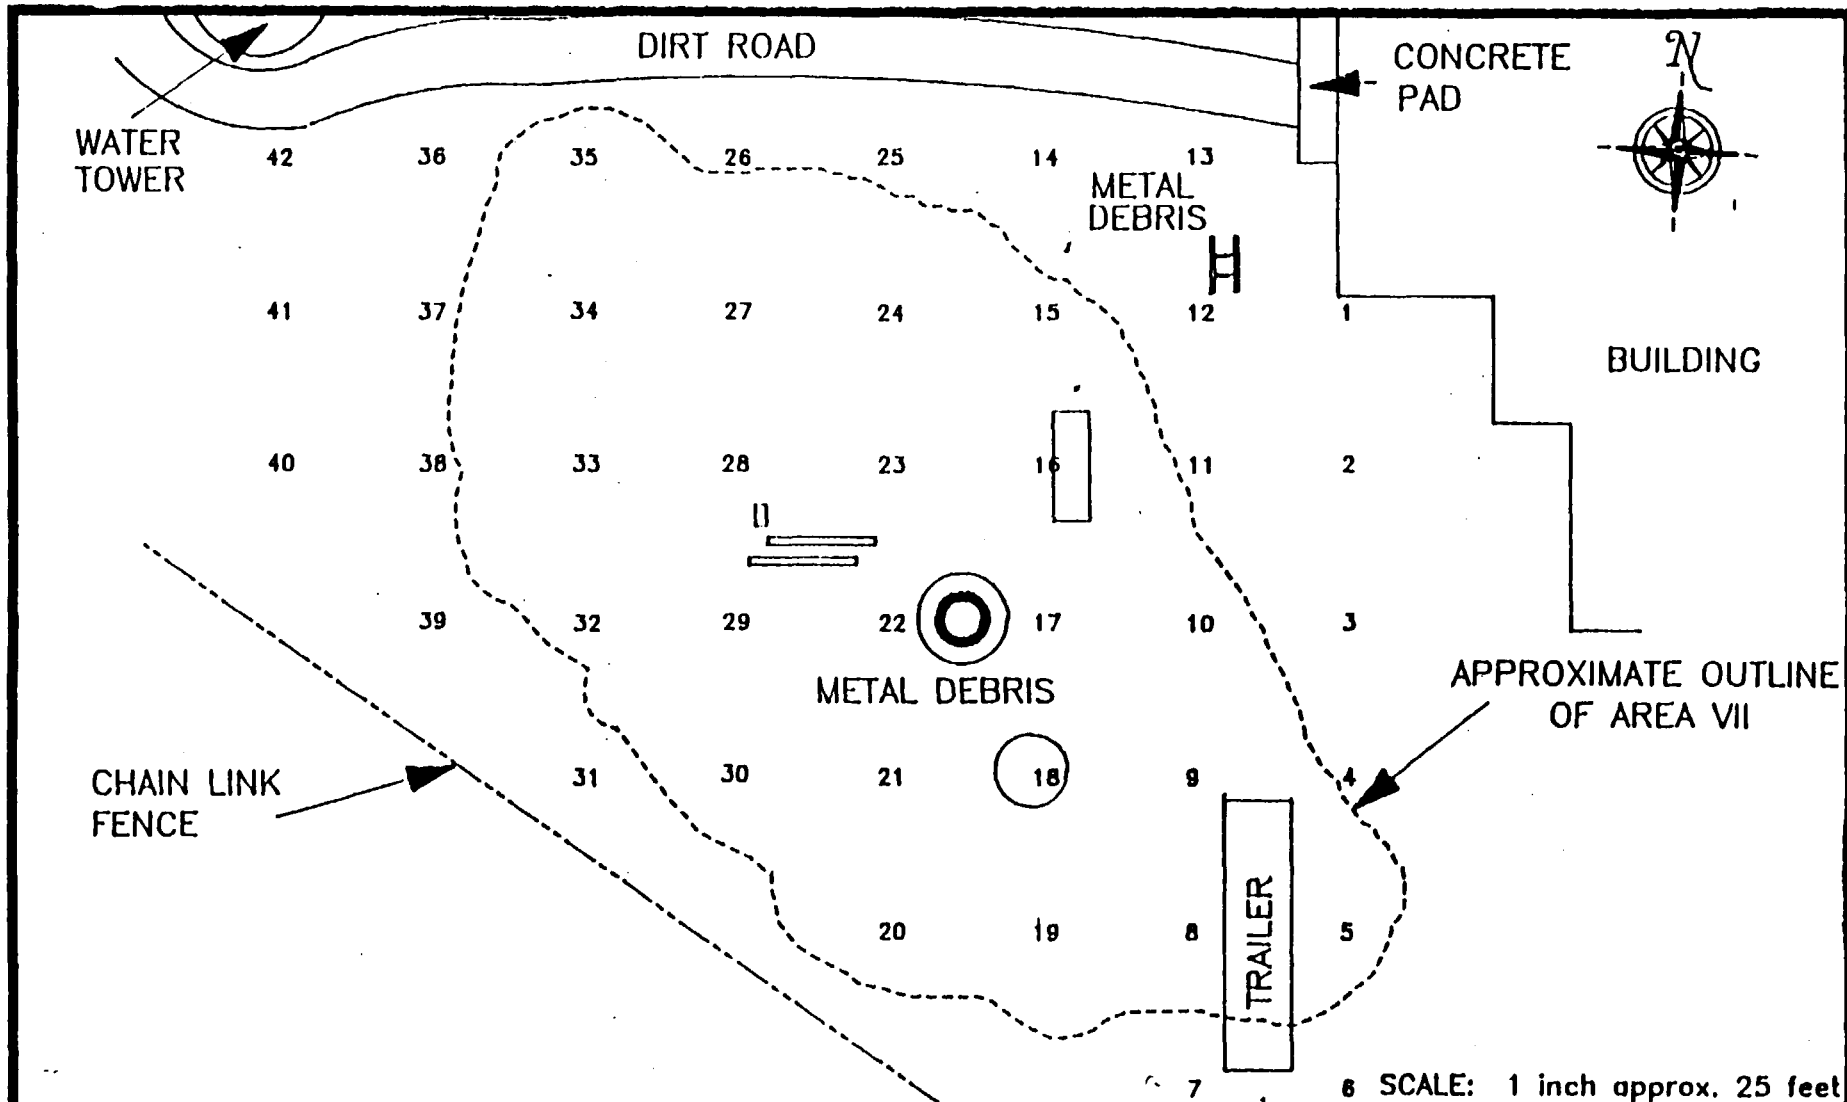 DIRT ROAD
CONCRETE
PAD
N
WATER
TOWER
42 36 35 26 25 14 13
METAL
DEBRIS
41 37 34 27 24 15 12 1
BUILDING
40 38 33 28 23 16 11 2
39 32 29 22 17 10 3
METAL DEBRIS
APPROXIMATE OUTLINE
OF AREA VII
CHAIN LINK
FENCE
31 30 21 18 9 4
20 19 8 5
TRAILER
7 6
SCALE: 1 inch approx. 25 feet